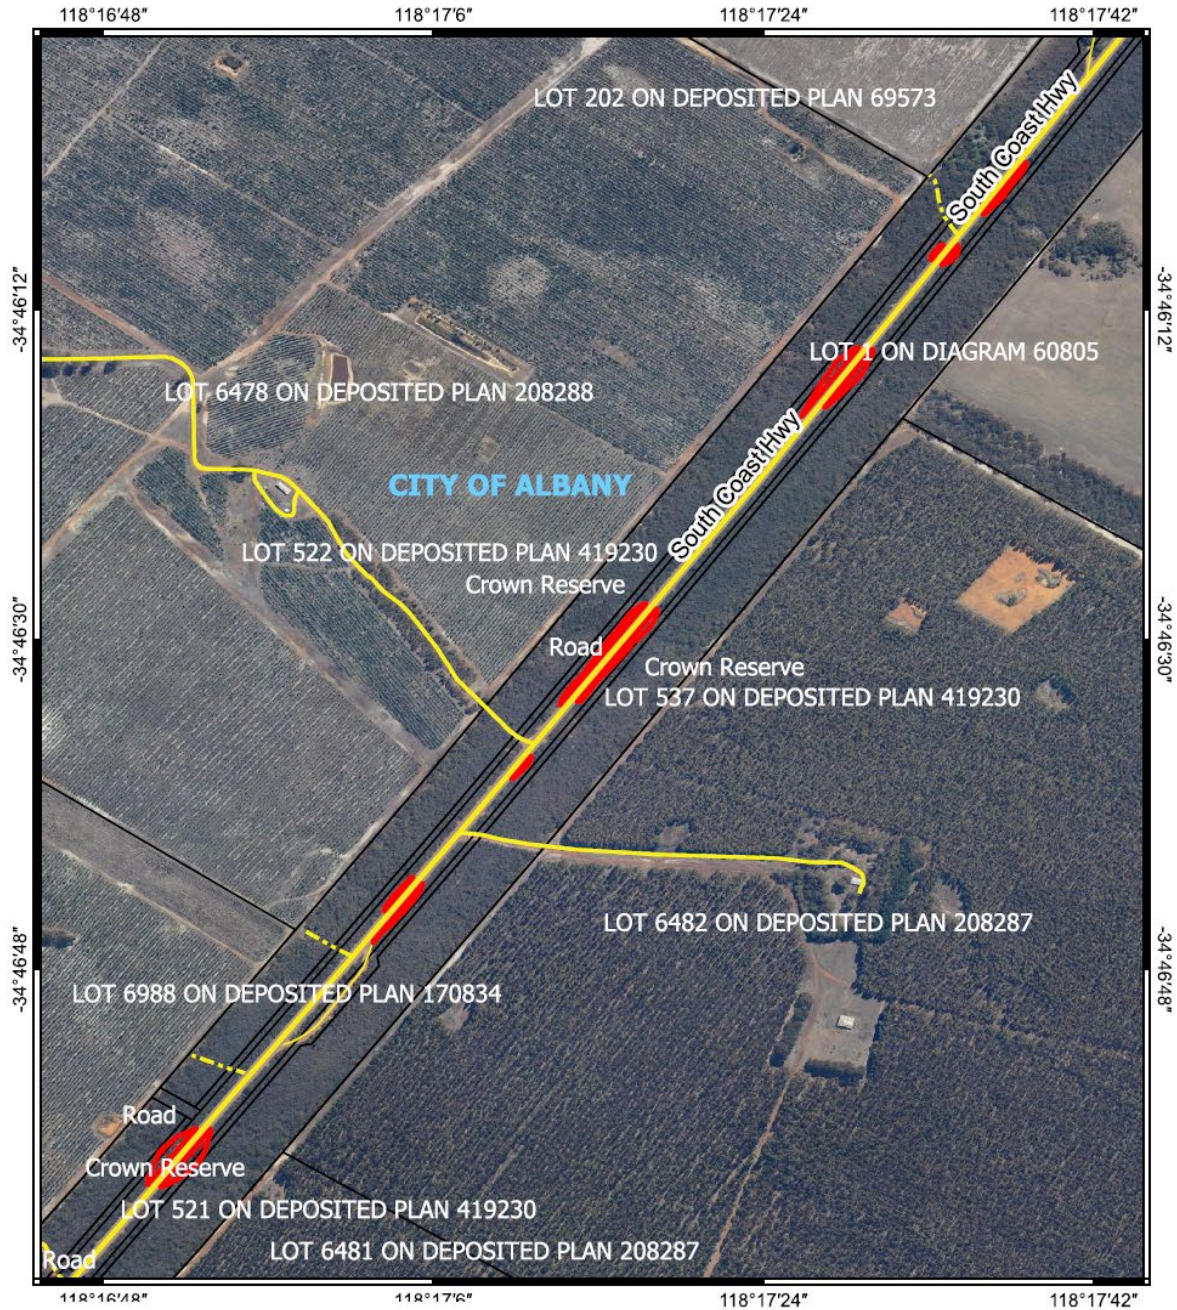 118°16′48″
118°17′6″
118°17′24″
118°17′42″
LOT 202 ON DEPOSITED PLAN 69573
South Coast Hwy
-34°46′12″
-34°46′12″
LOT 1 ON DIAGRAM 60805
LOT 6478 ON DEPOSITED PLAN 208288
CITY OF ALBANY
South Coast Hwy
LOT 522 ON DEPOSITED PLAN 419230
Crown Reserve
-34°46′30″
-34°46′30″
Road
Crown Reserve
LOT 537 ON DEPOSITED PLAN 419230
LOT 6482 ON DEPOSITED PLAN 208287
-34°46′48″
-34°46′48″
LOT 6988 ON DEPOSITED PLAN 170834
Road
Crown Reserve
LOT 521 ON DEPOSITED PLAN 419230
LOT 6481 ON DEPOSITED PLAN 208287
Road
118°16′48″
118°17′6″
118°17′24″
118°17′42″